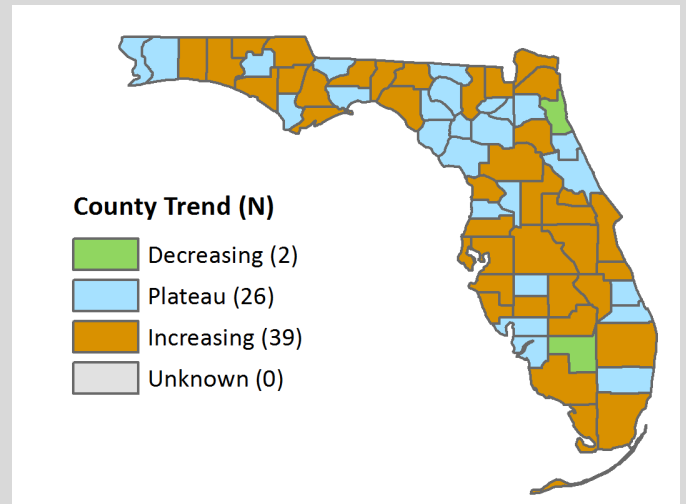 County Trend (N)
Decreasing (2)
Plateau (26)
Increasing (39)
Unknown (0)